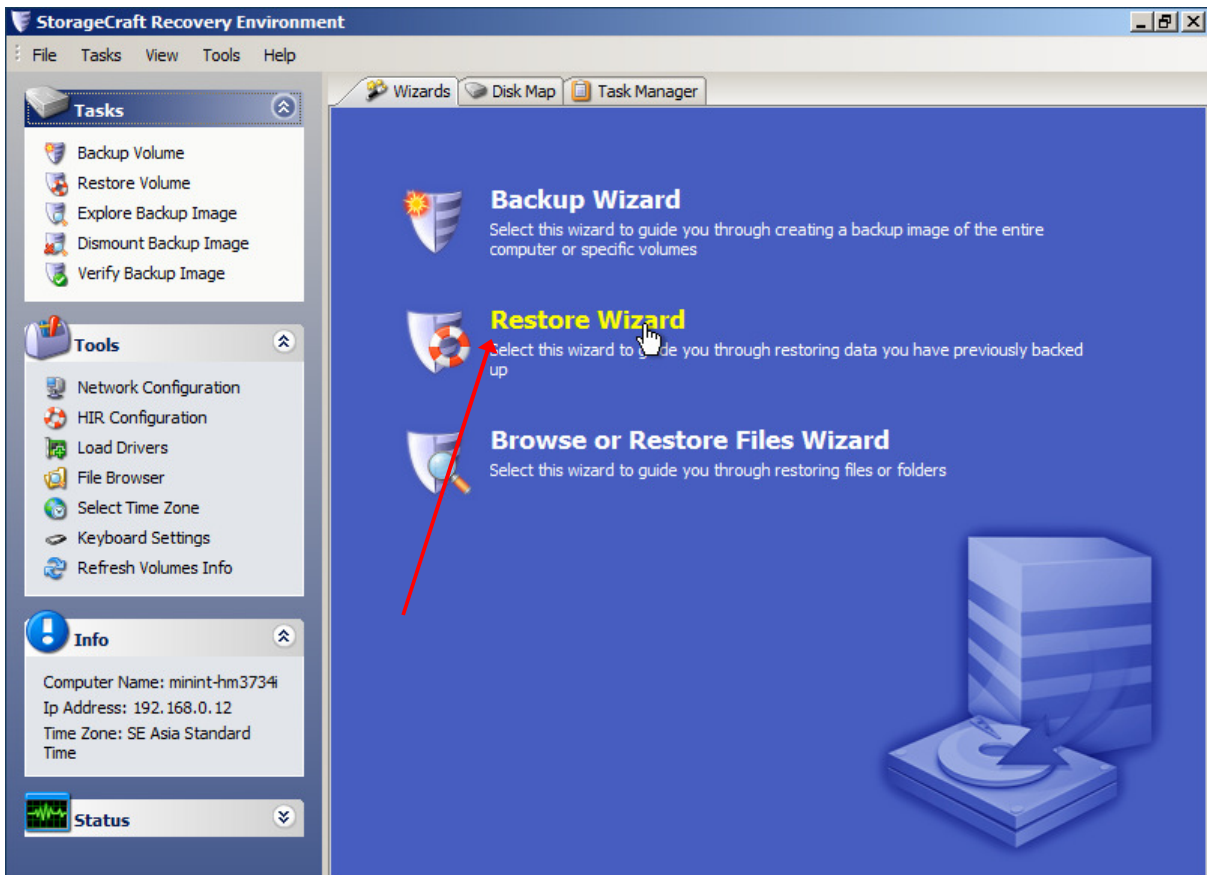 StorageCraft Recovery Environment
File Tasks View Tools Help
Tasks
Backup Volume
Restore Volume
Explore Backup Image
Dismount Backup Image
Verify Backup Image
Tools
Network Configuration
HIR Configuration
Load Drivers
File Browser
Select Time Zone
Keyboard Settings
Refresh Volumes Info
Info
Computer Name: minint-hm3734i
Ip Address: 192.168.0.12
Time Zone: SE Asia Standard
Time
Status
Wizards Disk Map Task Manager
Backup Wizard
Select this wizard to guide you through creating a backup image of the entire
computer or specific volumes
Restore Wizard
Select this wizard to guide you through restoring data you have previously backed
up
Browse or Restore Files Wizard
Select this wizard to guide you through restoring files or folders